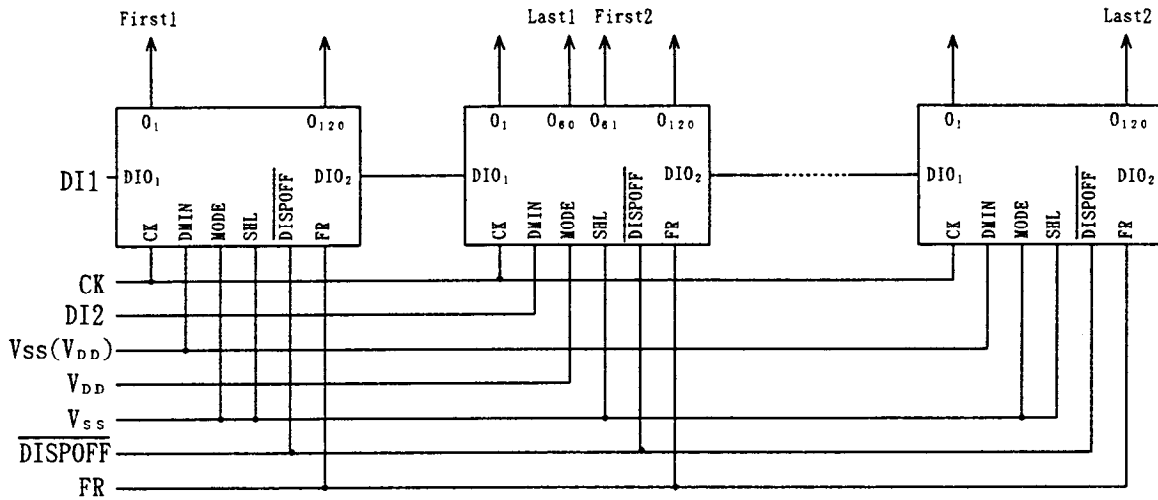 First1 Last1 First2 Last2
O₁ O₁₂₀ O₁ O₆₀ O₆₁ O₁₂₀ O₁ O₁₂₀
DI1 DIO₁ DIO₂ DIO₁ DIO₂ DIO₁ DIO₂
CK DMIN MODE SHL DISPOFF FR CK DMIN MODE SHL DISPOFF FR CK DMIN MODE SHL DISPOFF FR
CK
DI2
VSS(VDD)
VDD
VSS
DISPOFF
FR